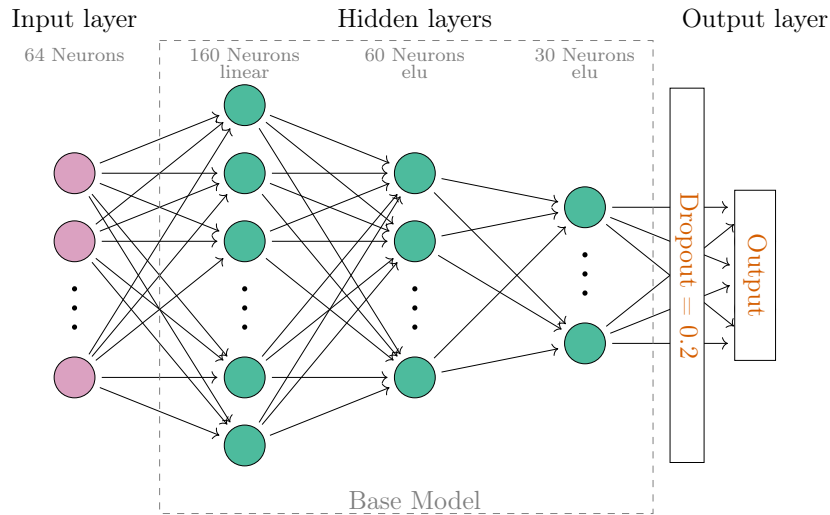 Input layer
Hidden layers
Output layer
64 Neurons
160 Neurons
linear
60 Neurons
elu
30 Neurons
elu
Dropout = 0.2
Output
Base Model